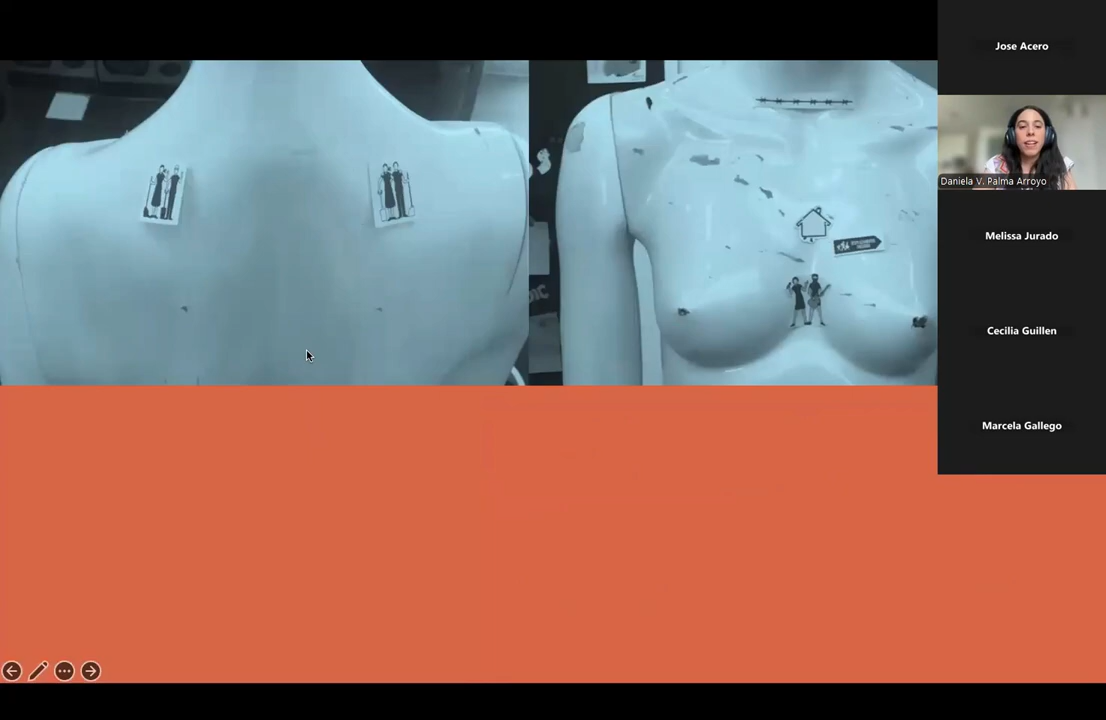 Jose Acero
Daniela V. Palma Arroyo
Melissa Jurado
Cecilia Guillen
Marcela Gallego